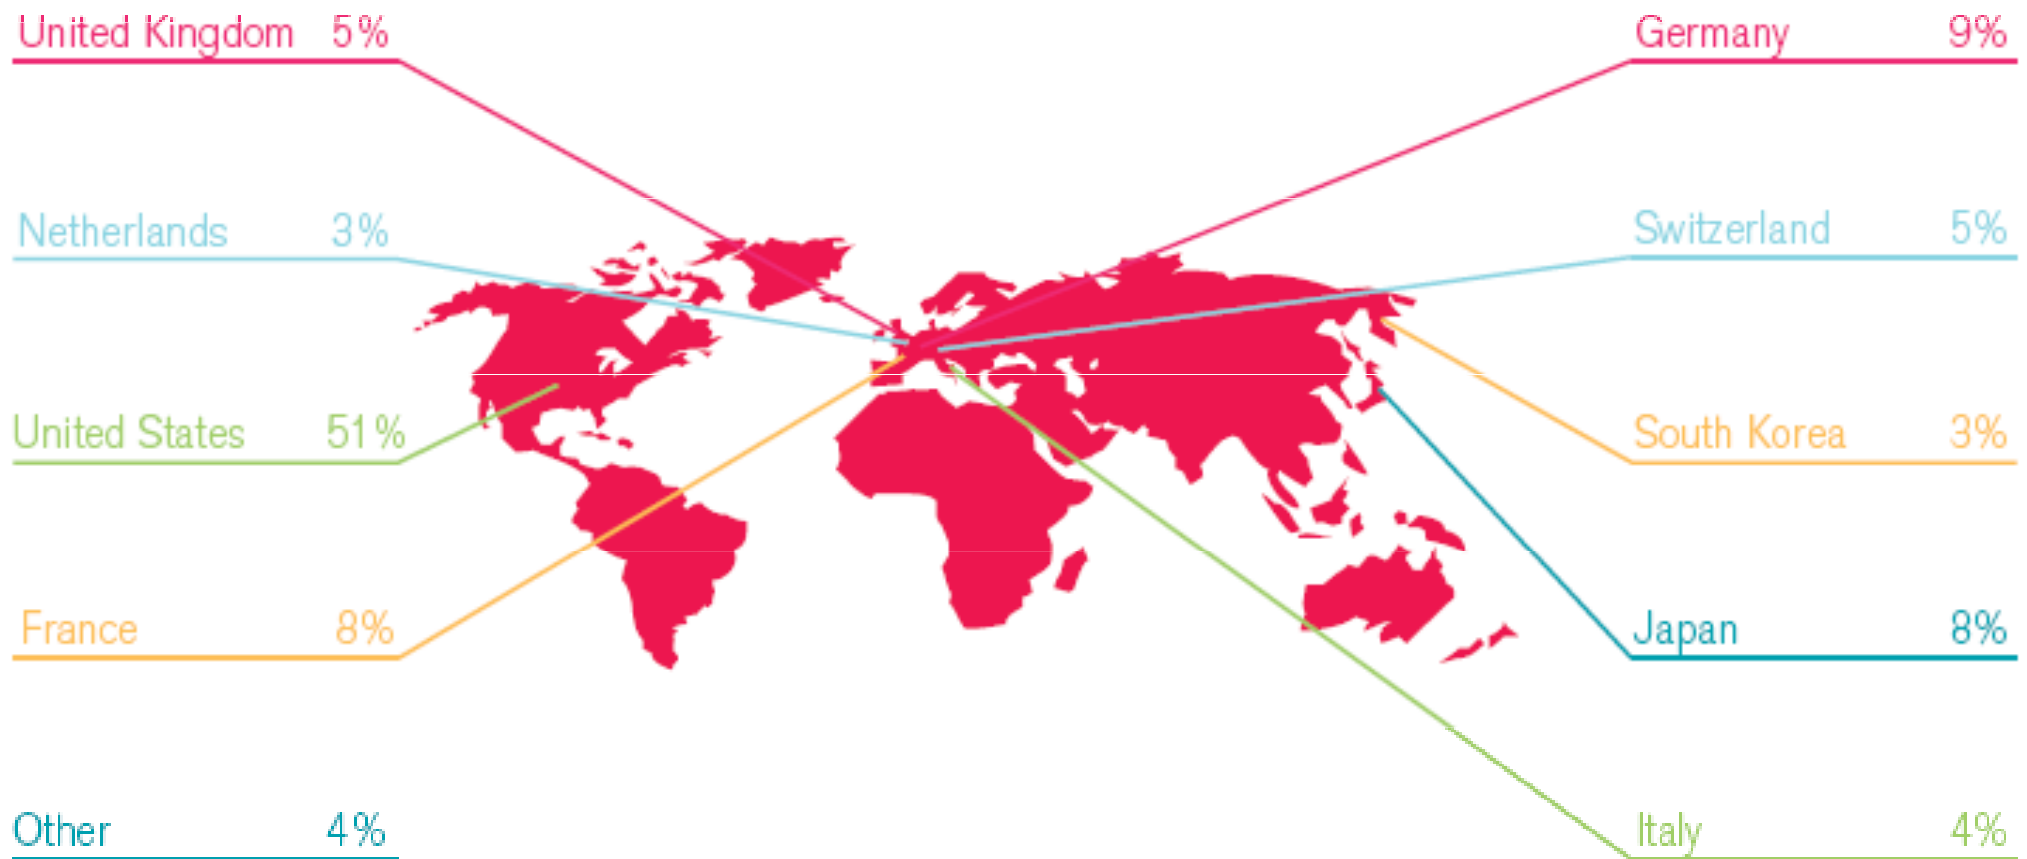 United Kingdom 5%
Germany 9%
Netherlands 3%
Switzerland 5%
United States 51%
South Korea 3%
France 8%
Japan 8%
Other 4%
Italy 4%